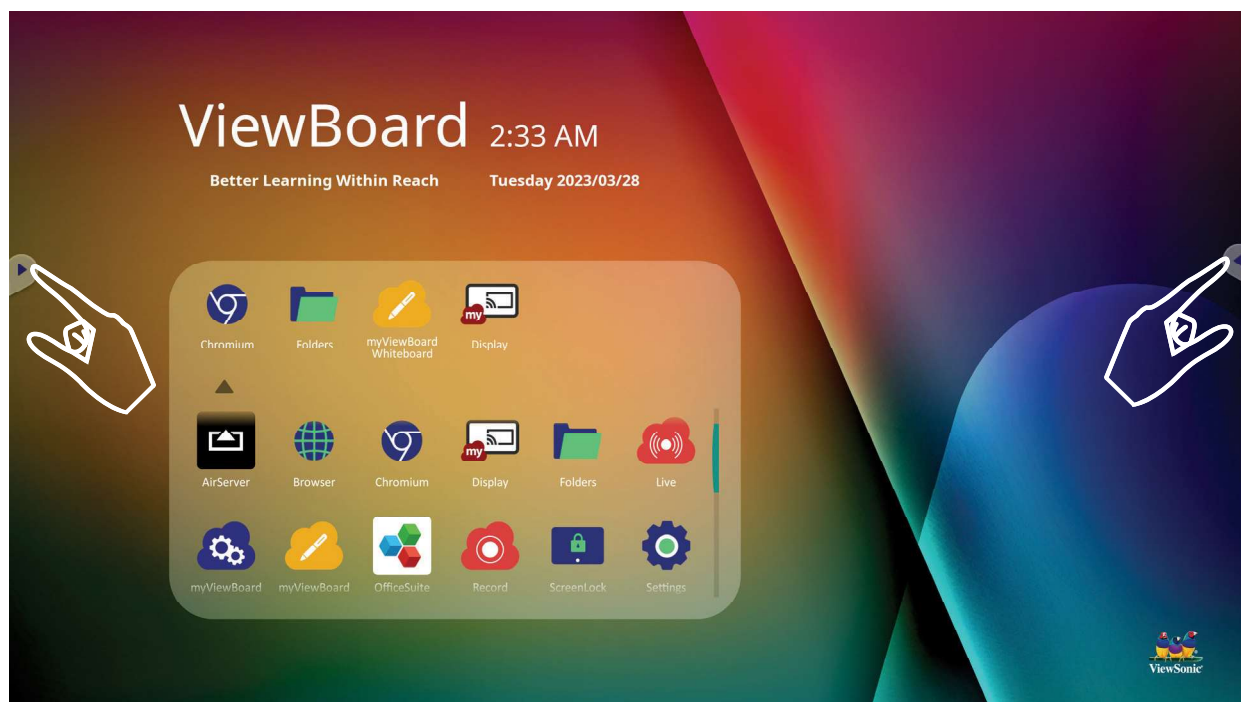 ViewBoard 2:33 AM
Better Learning Within Reach Tuesday 2023/03/28
Chromium Folders myViewBoard Whiteboard Display
my
AirServer Browser Chromium Display Folders Live
my
myViewBoard myViewBoard OfficeSuite Record ScreenLock Settings
ViewSonic